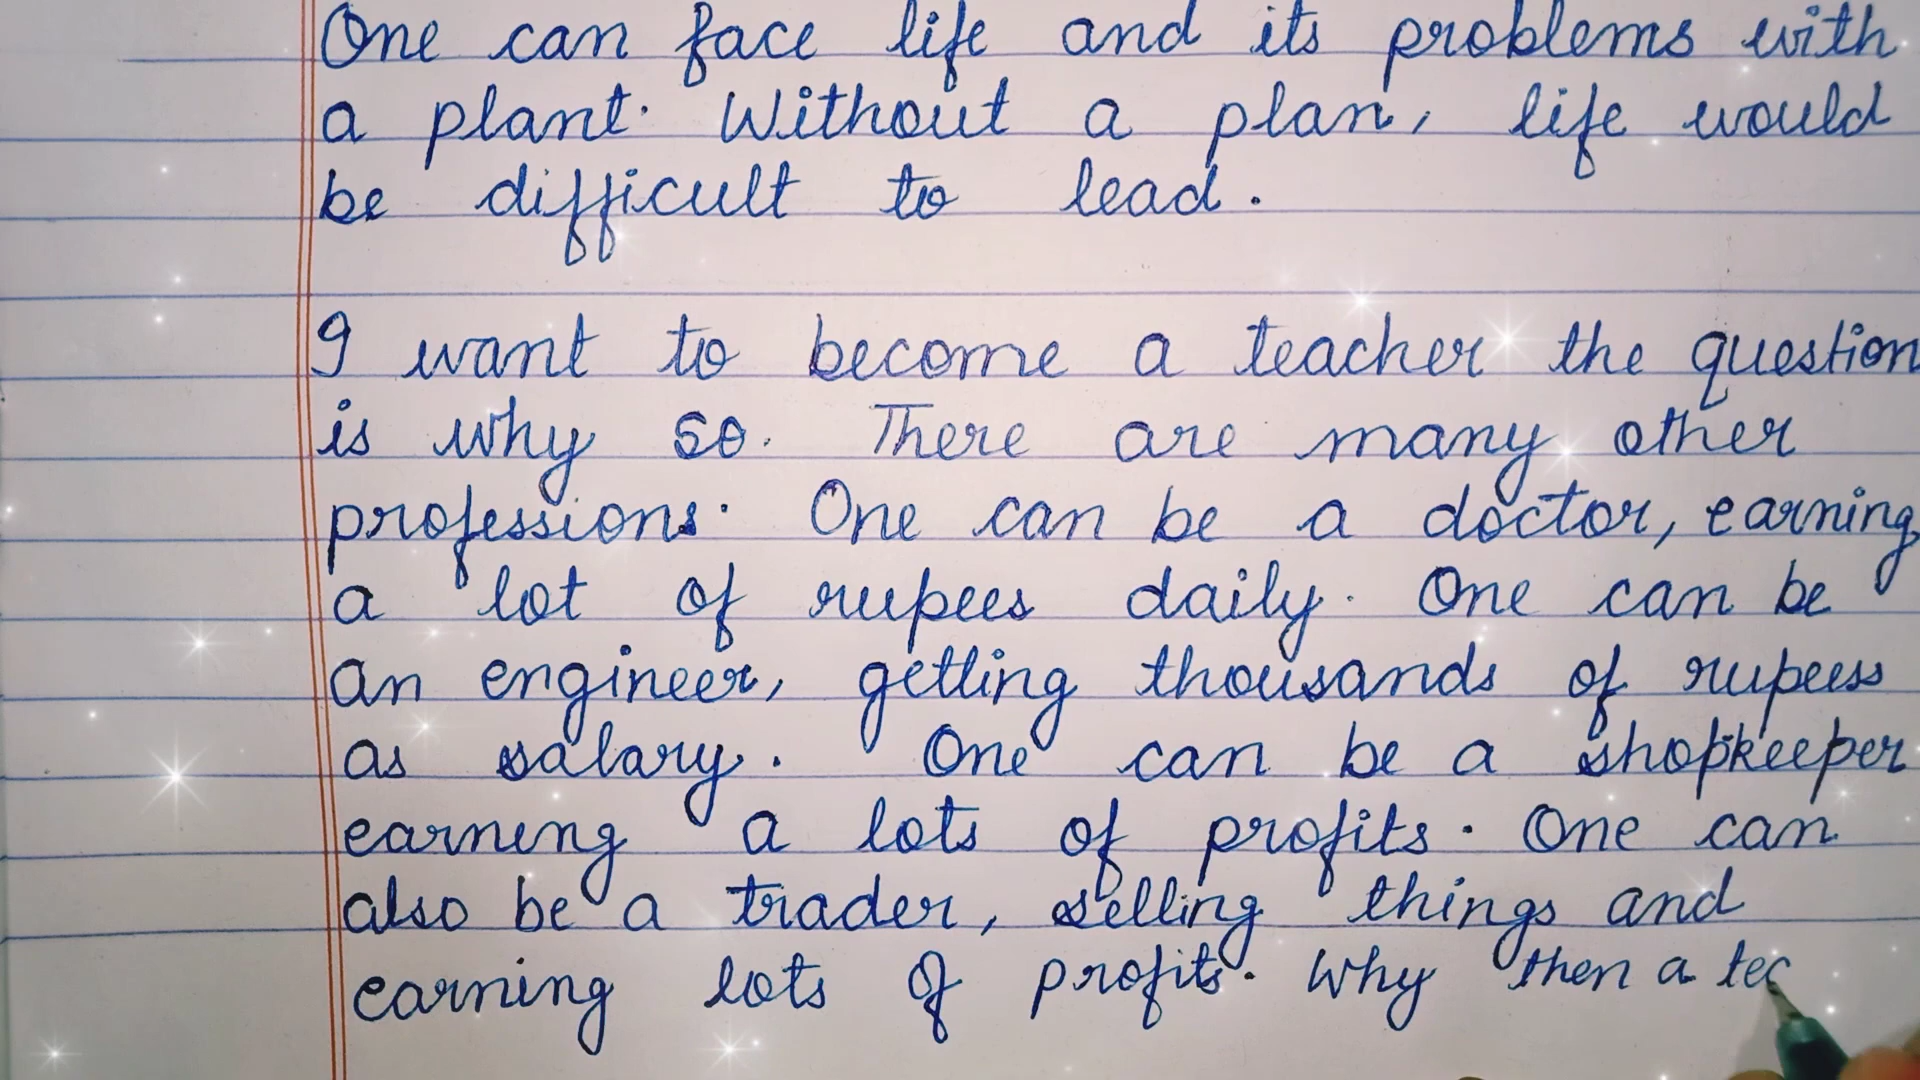 One can face life and its problems with
a plant. Without a plan, life would
be difficult to lead.
I want to become a teacher the question
is why so. There are many other
professions. One can be a doctor, earning
a lot of rupees daily. One can be
an engineer, getting thousands of rupees
as salary. One can be a shopkeeper
earning a lots of profits. One can
also be a trader, selling things and
earning lots of profits. Why then a tec